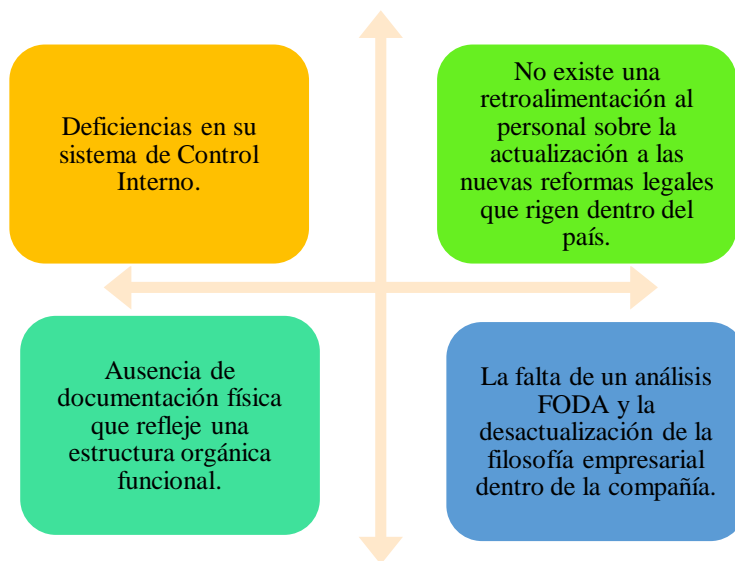 Deficiencias en su
sistema de Control
Interno.
No existe una
retroalimentación al
personal sobre la
actualización a las
nuevas reformas legales
que rigen dentro del
país.
Ausencia de
documentación física
que refleje una
estructura orgánica
funcional.
La falta de un análisis
FODA y la
desactualización de la
filosofía empresarial
dentro de la compañía.